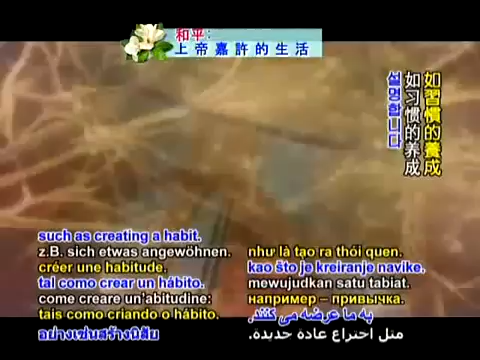 和平:
上帝嘉許的生活
如習慣的養成
如习惯的养成
설명합니다
such as creating a habit.
z.B. sich etwas angewöhnen.
créer une habitude.
tal como crear un hábito.
come creare un'abitudine:
tais como criando o hábito.
อย่างเช่นสร้างนิสัย
như là tạo ra thói quen.
kao što je kreiranje navike.
mewujudkan satu tabiat.
например – привычка.
به ما عرضه می کنند.
مثل اختراع عادة جديدة.